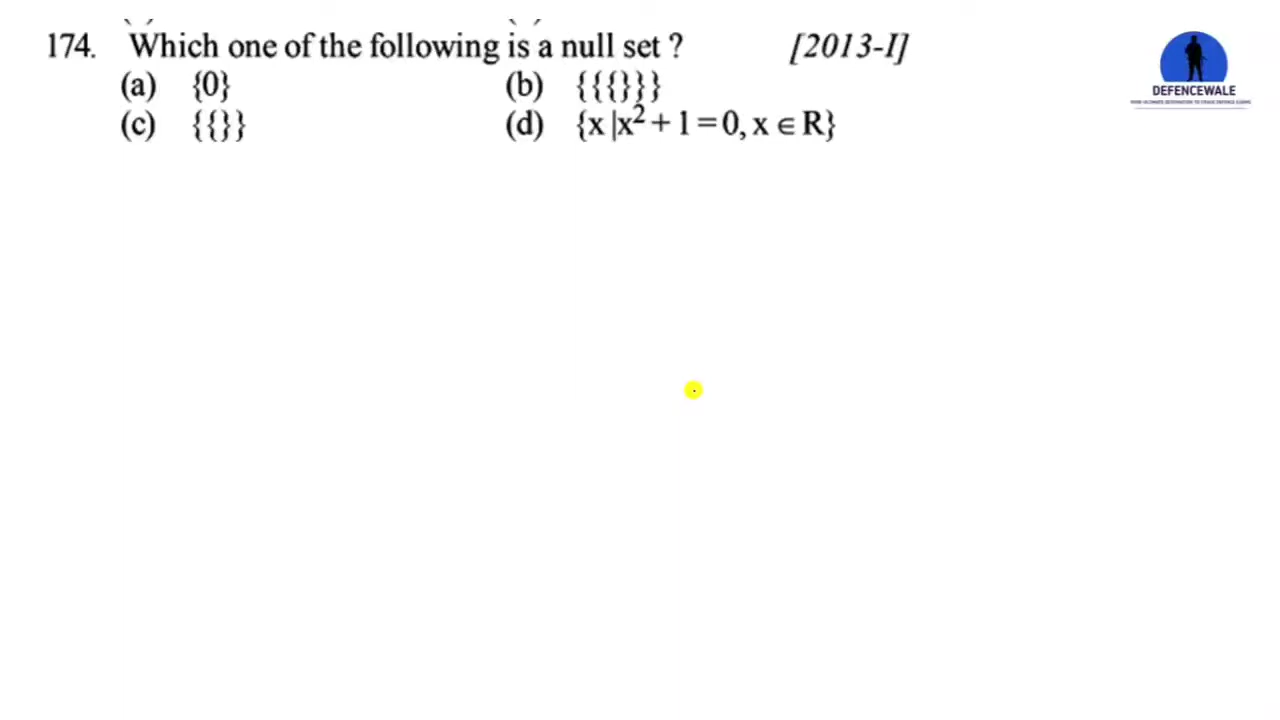 174. Which one of the following is a null set ? [2013-I]
(a) {0} (b) {{{}}}
(c) {{}} (d) {x |x² + 1 = 0, x ∈ R}
DEFENCEWALE